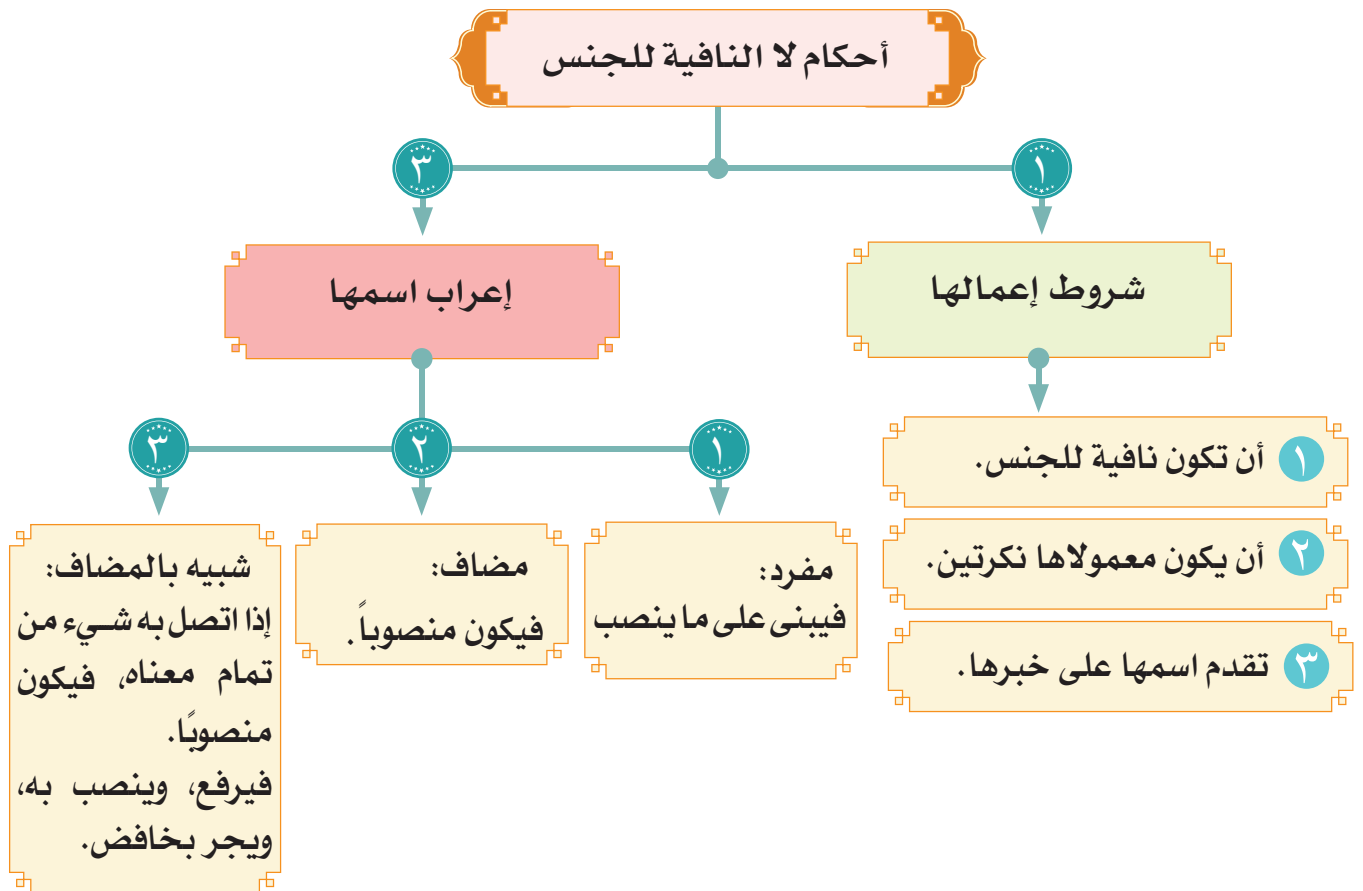 أحكام لا النافية للجنس
١
٣
شروط إعمالها
إعراب اسمها
١ أن تكون نافية للجنس.
٢ أن يكون معمولاها نكرتين.
٣ تقدم اسمها على خبرها.
١
٢
٣
مفرد:
فيبنى على ما ينصب
مضاف:
فيكون منصوباً.
شبيه بالمضاف:
إذا اتصل به شيء من
تمام معناه، فيكون
منصوبًا.
فيرفع، وينصب به،
ويجر بخافض.